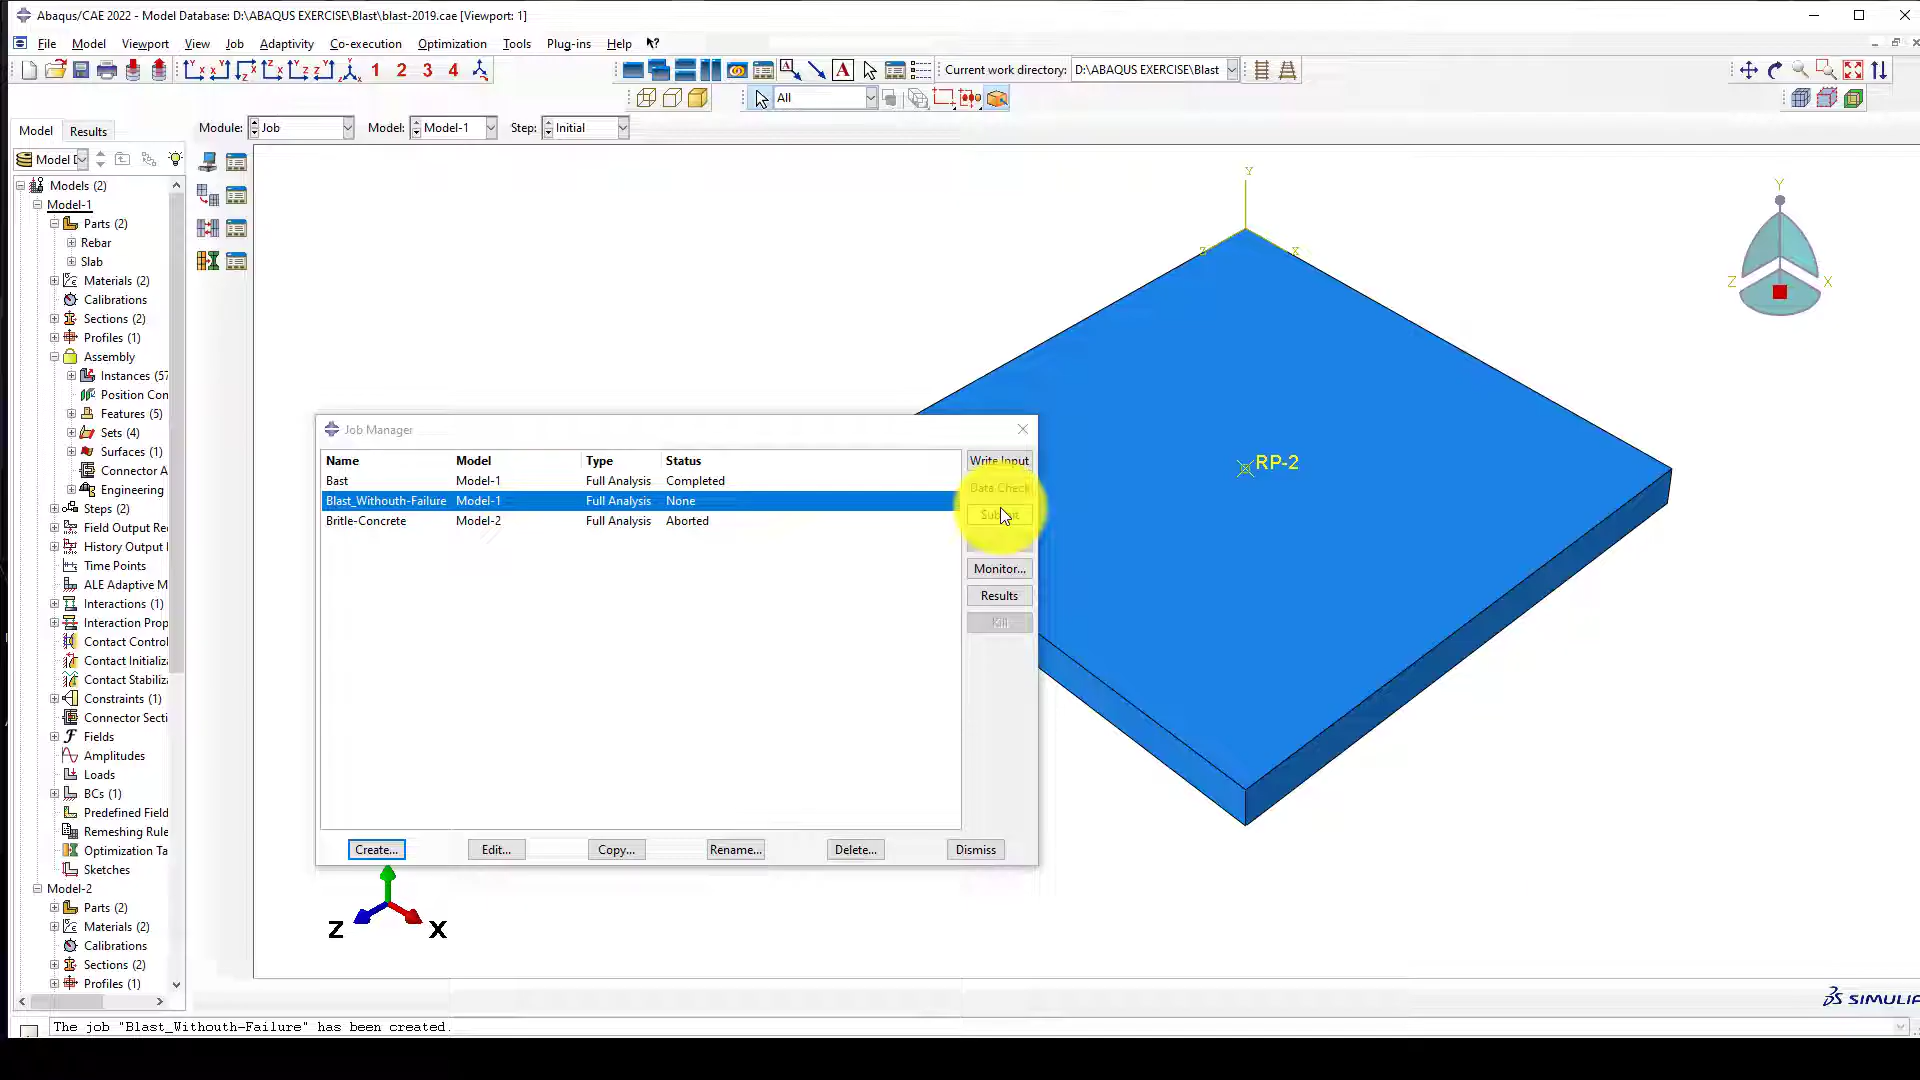 Abaqus/CAE 2022 - Model Database: D:\ABAQUS EXERCISE\Blast\blast-2019.cae [Viewport: 1]
File Model Viewport View Job Adaptivity Co-execution Optimization Tools Plug-ins Help
1 2 3 4 A Current work directory: D:\ABAQUS EXERCISE\Blast
All
Model Results
Module: Job Model: Model-1 Step: Initial
Model D
Models (2)
Model-1
Parts (2)
Rebar
Slab
Materials (2)
Calibrations
Sections (2)
Profiles (1)
Assembly
Instances (57
Position Con
Features (5)
Sets (4)
Surfaces (1)
Connector A
Engineering
Steps (2)
Field Output Re
History Output
Time Points
ALE Adaptive M
Interactions (1)
Interaction Prop
Contact Control
Contact Initializa
Contact Stabiliza
Constraints (1)
Connector Secti
Fields
Amplitudes
Loads
BCs (1)
Predefined Field
Remeshing Rule
Optimization Ta
Sketches
Model-2
Parts (2)
Materials (2)
Calibrations
Sections (2)
Profiles (1)
Y
Z X
RP-2
Y
Z X
Job Manager
Name Model Type Status
Bast Model-1 Full Analysis Completed
Blast_Withouth-Failure Model-1 Full Analysis None
Britle-Concrete Model-2 Full Analysis Aborted
Write Input
Data Check
Submit
Monitor...
Results
Kill
Create... Edit... Copy... Rename... Delete... Dismiss
Z X
SIMULIA
The job "Blast_Withouth-Failure" has been created.